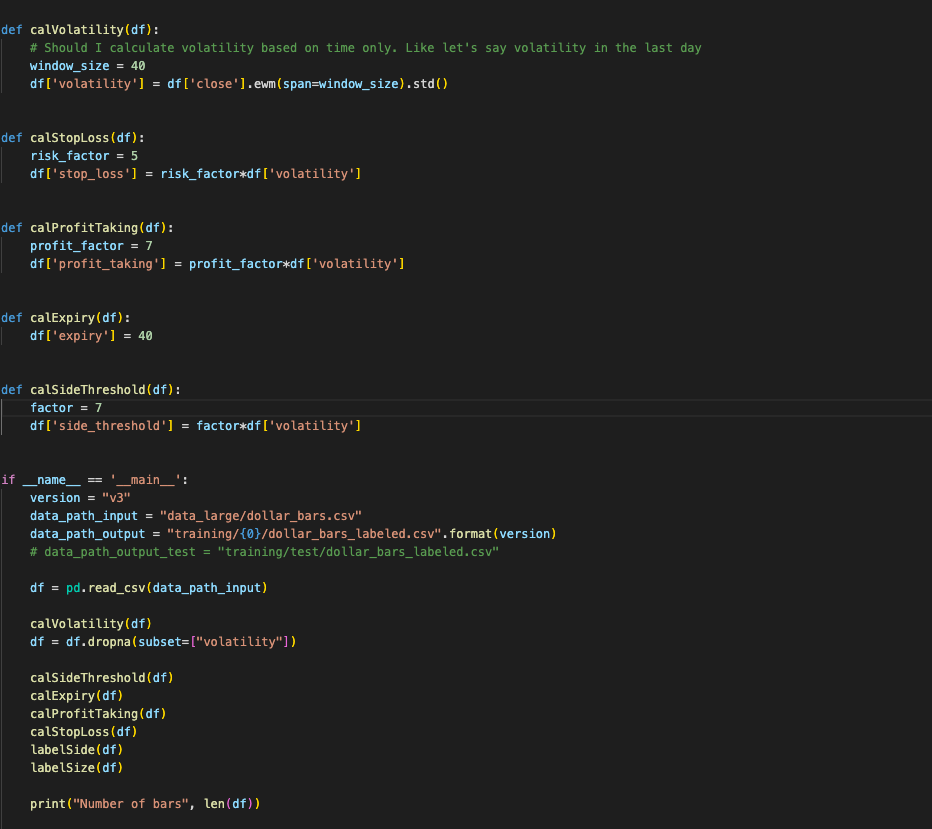 def calVolatility(df):
    # Should I calculate volatility based on time only. Like let's say volatility in the last day
    window_size = 40
    df['volatility'] = df['close'].ewm(span=window_size).std()
def calStopLoss(df):
    risk_factor = 5
    df['stop_loss'] = risk_factor*df['volatility']
def calProfitTaking(df):
    profit_factor = 7
    df['profit_taking'] = profit_factor*df['volatility']
def calExpiry(df):
    df['expiry'] = 40
def calSideThreshold(df):
    factor = 7
    df['side_threshold'] = factor*df['volatility']
if __name__ == '__main__':
    version = "v3"
    data_path_input = "data_large/dollar_bars.csv"
    data_path_output = "training/{0}/dollar_bars_labeled.csv".format(version)
    # data_path_output_test = "training/test/dollar_bars_labeled.csv"
    df = pd.read_csv(data_path_input)
    calVolatility(df)
    df = df.dropna(subset=["volatility"])
    calSideThreshold(df)
    calExpiry(df)
    calProfitTaking(df)
    calStopLoss(df)
    labelSide(df)
    labelSize(df)
    print("Number of bars", len(df))